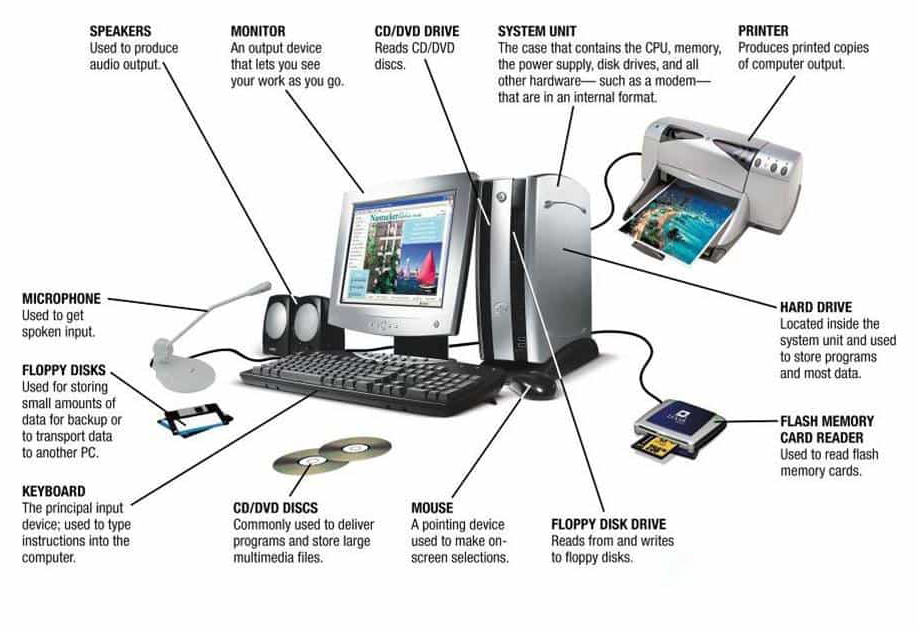 SPEAKERS
Used to produce
audio output.
MONITOR
An output device
that lets you see
your work as you go.
CD/DVD DRIVE
Reads CD/DVD
discs.
SYSTEM UNIT
The case that contains the CPU, memory,
the power supply, disk drives, and all
other hardware— such as a modem—
that are in an internal format.
PRINTER
Produces printed copies
of computer output.
MICROPHONE
Used to get
spoken input.
FLOPPY DISKS
Used for storing
small amounts of
data for backup or
to transport data
to another PC.
KEYBOARD
The principal input
device; used to type
instructions into the
computer.
CD/DVD DISCS
Commonly used to deliver
programs and store large
multimedia files.
MOUSE
A pointing device
used to make on-
screen selections.
FLOPPY DISK DRIVE
Reads from and writes
to floppy disks.
HARD DRIVE
Located inside the
system unit and used
to store programs
and most data.
FLASH MEMORY
CARD READER
Used to read flash
memory cards.